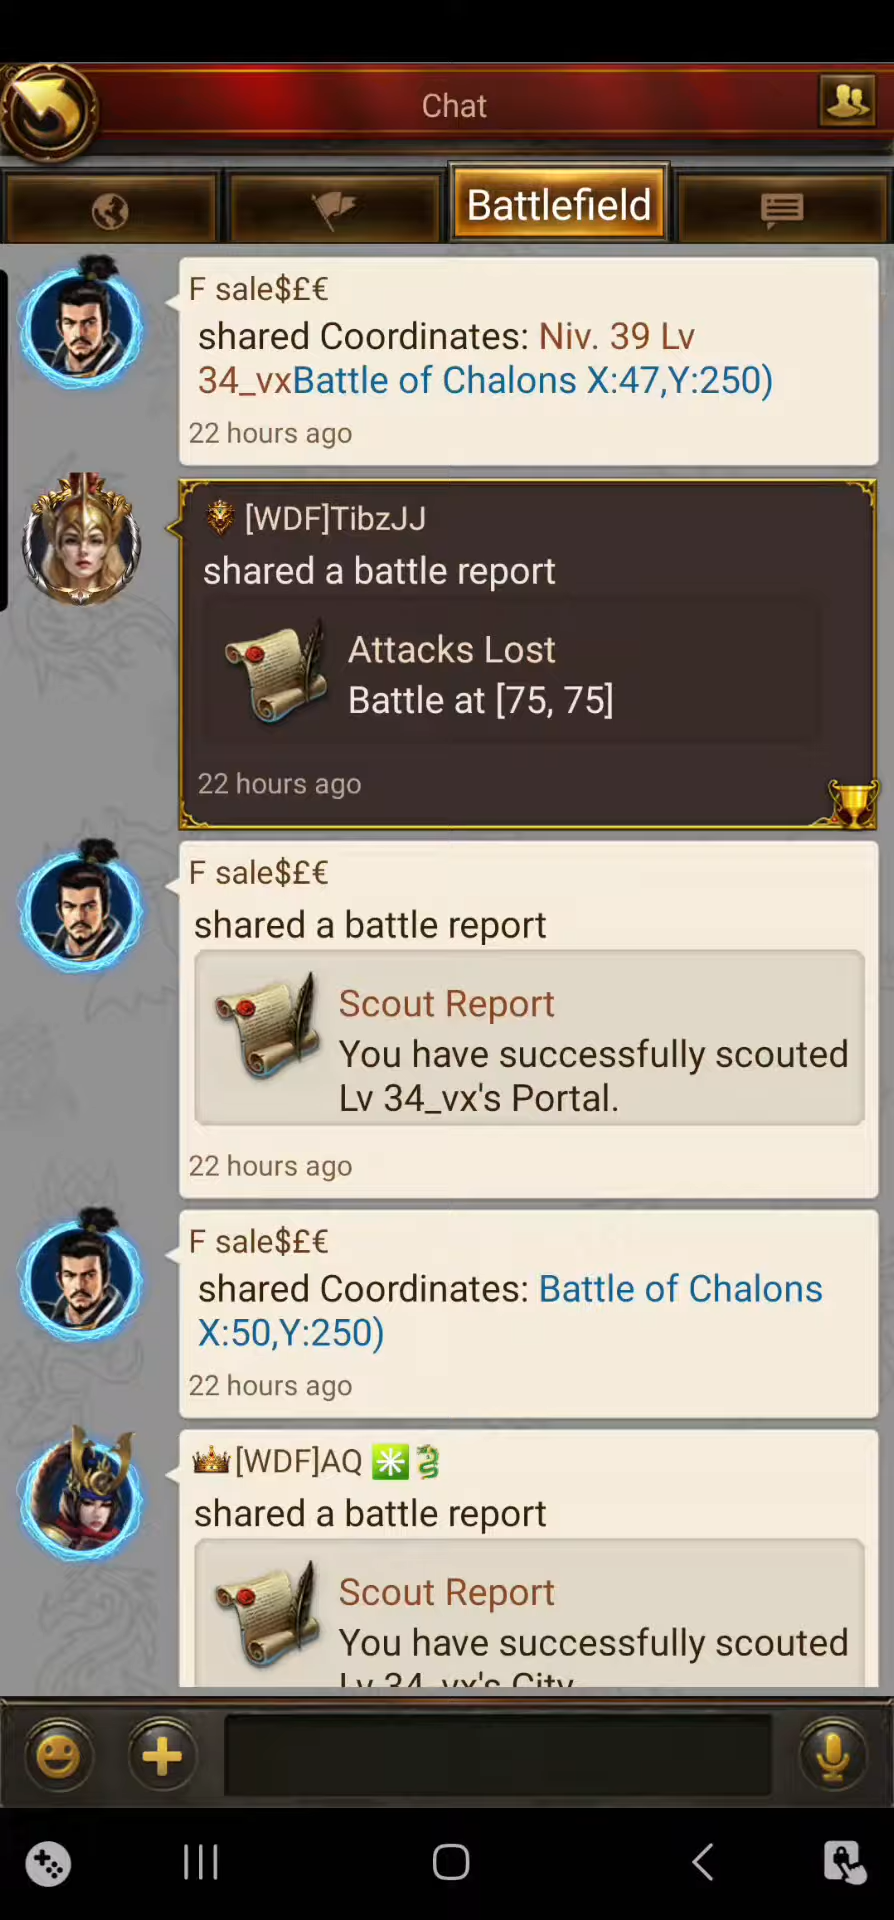 Chat
Battlefield
F sale$£€
shared Coordinates: Niv. 39 Lv
34_vxBattle of Chalons X:47,Y:250)
22 hours ago
[WDF]TibzJJ
shared a battle report
Attacks Lost
Battle at [75, 75]
22 hours ago
F sale$£€
shared a battle report
Scout Report
You have successfully scouted
Lv 34_vx's Portal.
22 hours ago
F sale$£€
shared Coordinates: Battle of Chalons
X:50,Y:250)
22 hours ago
[WDF]AQ ✳️🐉
shared a battle report
Scout Report
You have successfully scouted
Lv 34_vx's City